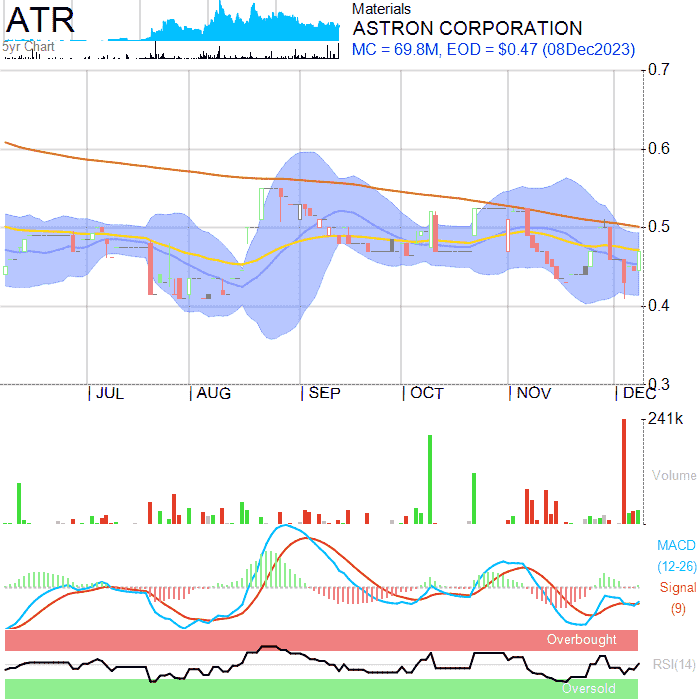 ATR
5yr Chart
Materials
ASTRON CORPORATION
MC = 69.8M, EOD = $0.47 (08Dec2023)
0.7
0.6
0.5
0.4
0.3
JUL AUG SEP OCT NOV DEC
241k
Volume
MACD
(12-26)
Signal
(9)
Overbought
RSI(14)
Oversold